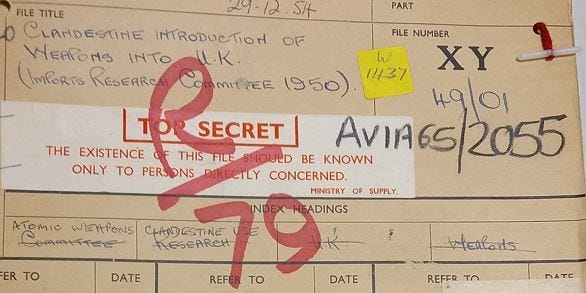 29-12.54
FILE TITLE
PART
CLANDESTINE INTRODUCTION OF
WEAPONS INTO U.K.
(IMPORTS RESEARCH COMMITTEE 1950).
FILE NUMBER
XY
49/01
11437
AVIA65/2055
TOP SECRET
THE EXISTENCE OF THIS FILE SHOULD BE KNOWN
ONLY TO PERSONS DIRECTLY CONCERNED.
MINISTRY OF SUPPLY.
79
INDEX HEADINGS
ATOMIC WEAPONS CLANDESTINE USE
COMMITTEE RESEARCH U.K. WEAPONS
FER TO DATE REFER TO DATE REFER TO DATE